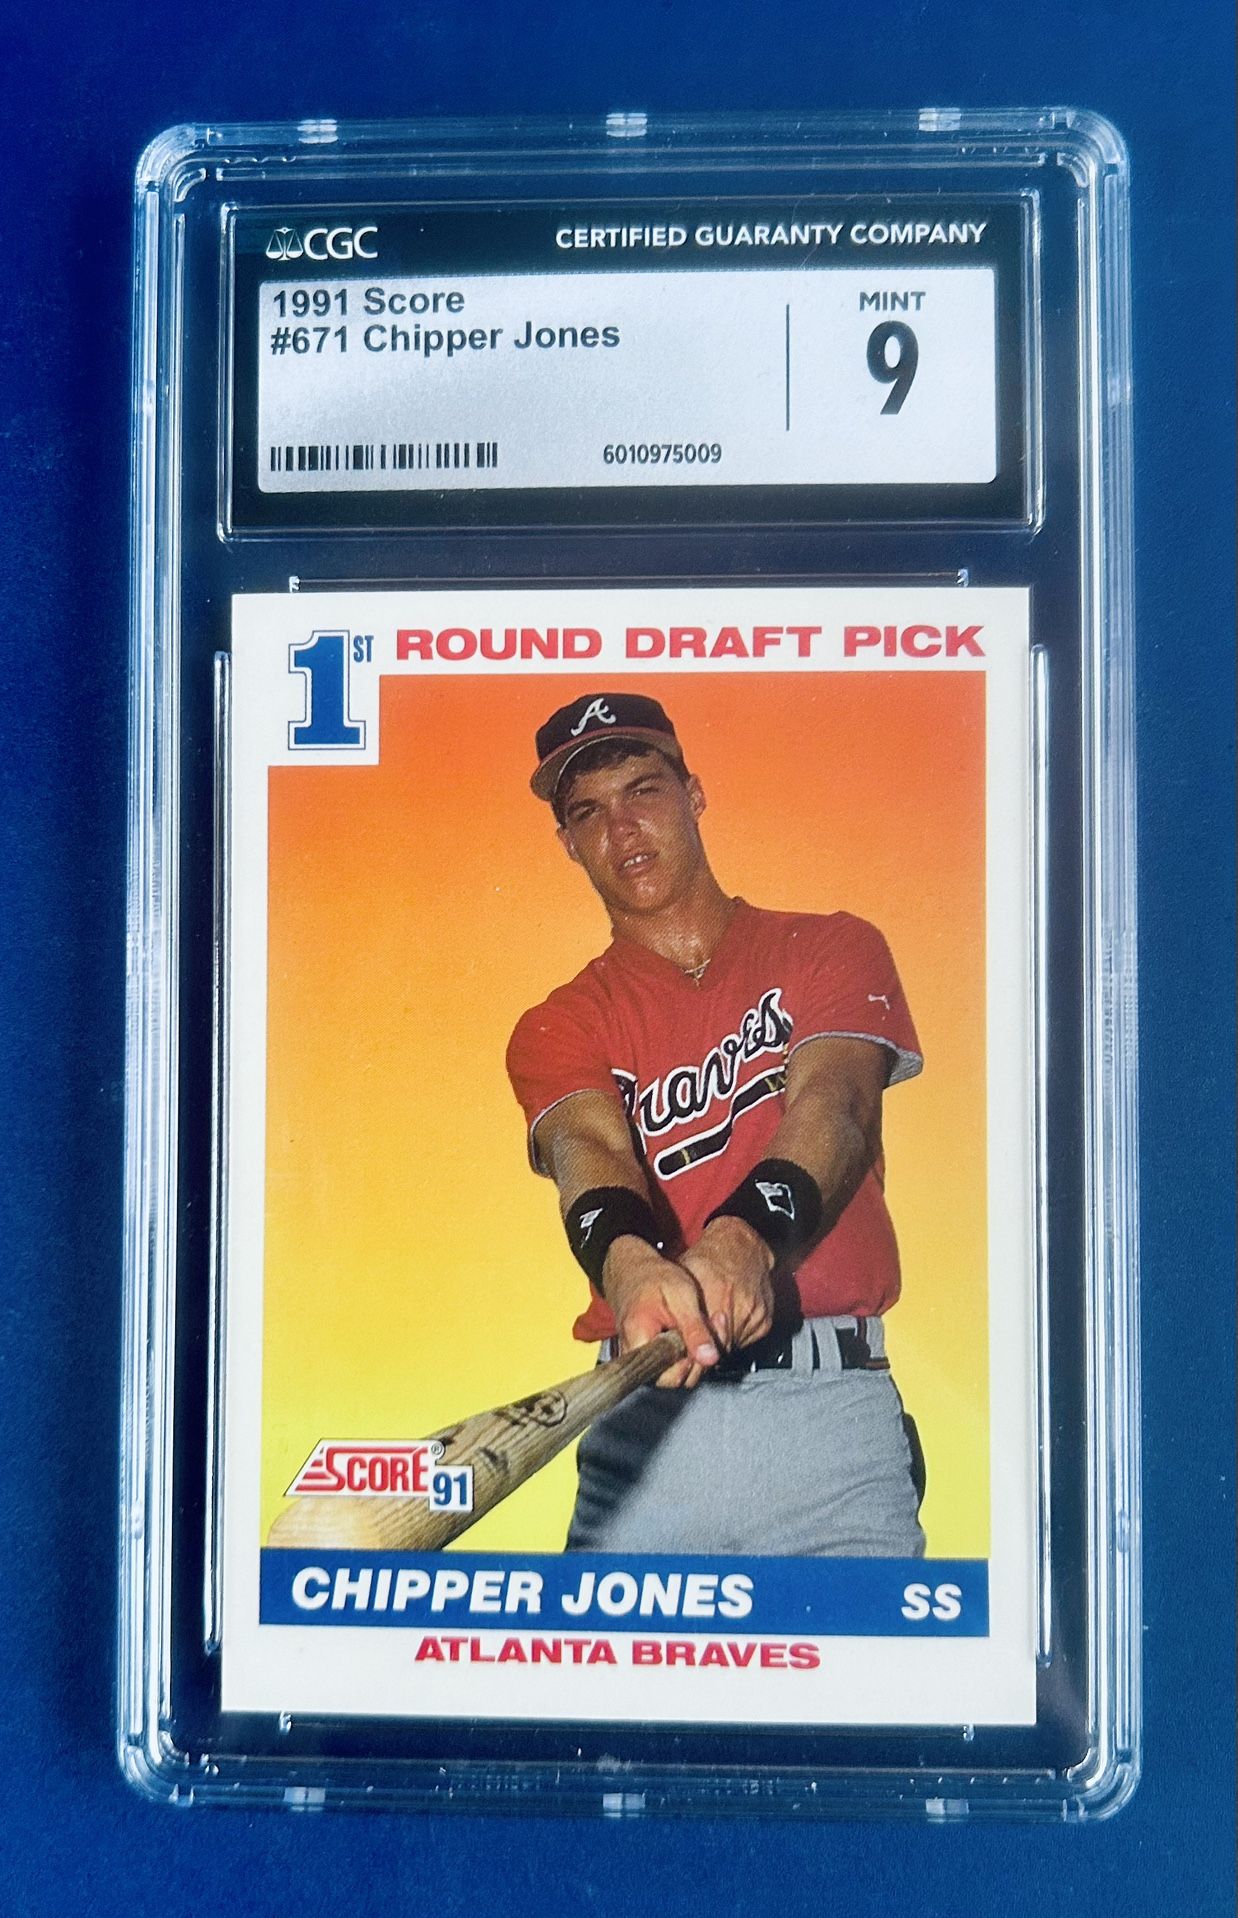 CGC CERTIFIED GUARANTY COMPANY
1991 Score
#671 Chipper Jones
MINT
9
6010975009
1ST ROUND DRAFT PICK
A
Braves
SCORE®
91
CHIPPER JONES SS
ATLANTA BRAVES